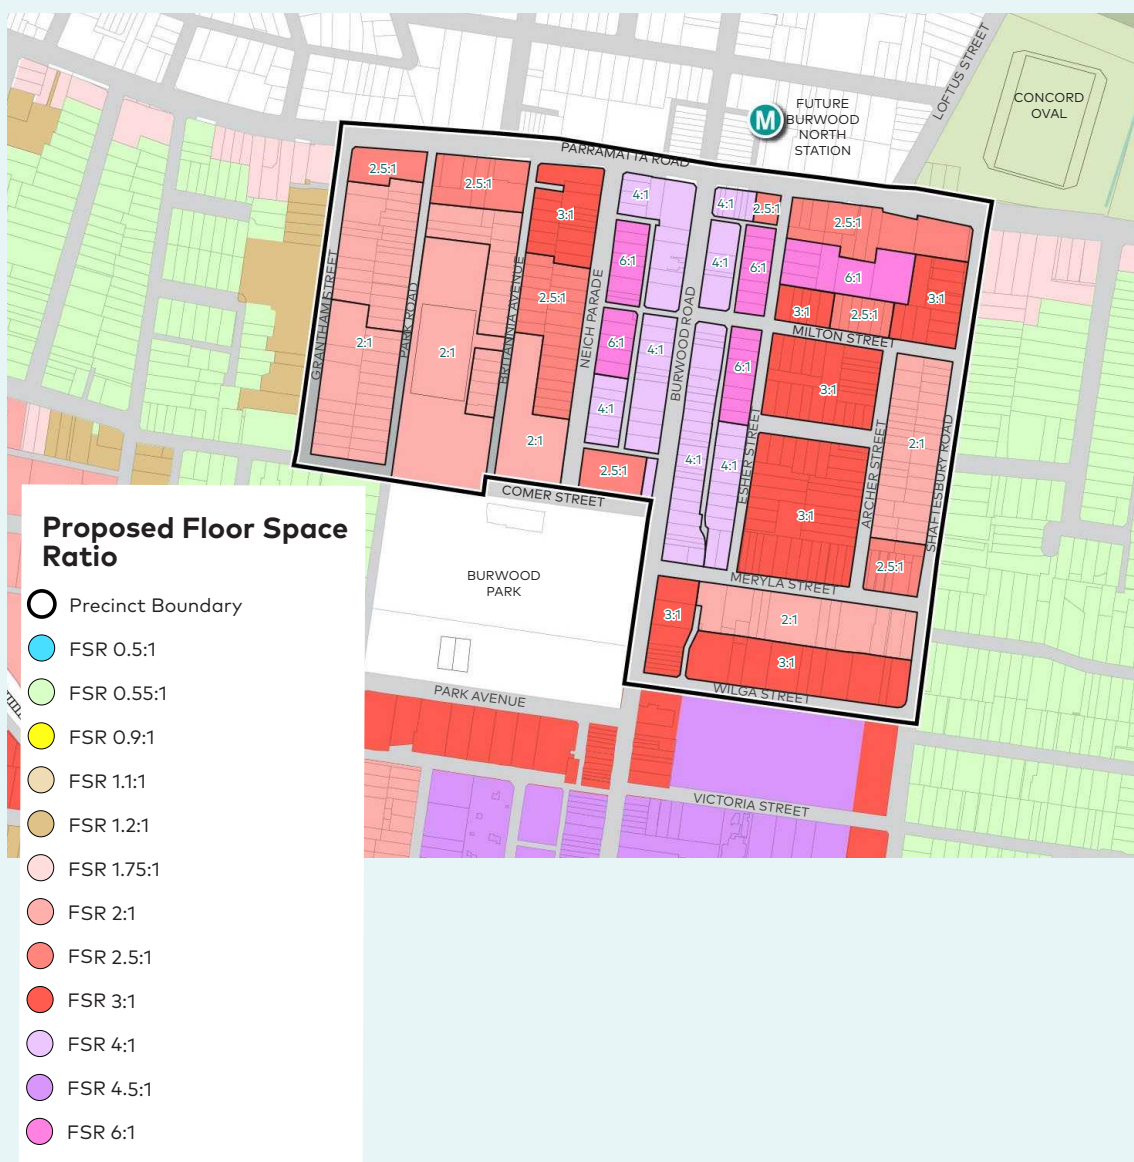 LOFTUS STREET
CONCORD
OVAL
M
FUTURE
BURWOOD
NORTH
STATION
PARRAMATTA ROAD
2.5:1
2.5:1
3:1
4:1
4:1
2.5:1
2.5:1
6:1
4:1
6:1
6:1
3:1
GRANTHAM STREET
PARK ROAD
BRITANNIA AVENUE
2.5:1
NEICH PARADE
BURWOOD ROAD
3:1
2.5:1
MILTON STREET
2:1
2:1
6:1
4:1
6:1
3:1
4:1
2:1
2:1
4:1
4:1
ESHER STREET
ARCHER STREET
SHAFTESBURY ROAD
2.5:1
COMER STREET
3:1
2.5:1
BURWOOD
PARK
MERYLA STREET
3:1
2:1
3:1
WILGA STREET
PARK AVENUE
VICTORIA STREET
Proposed Floor Space
Ratio
Precinct Boundary
FSR 0.5:1
FSR 0.55:1
FSR 0.9:1
FSR 1.1:1
FSR 1.2:1
FSR 1.75:1
FSR 2:1
FSR 2.5:1
FSR 3:1
FSR 4:1
FSR 4.5:1
FSR 6:1